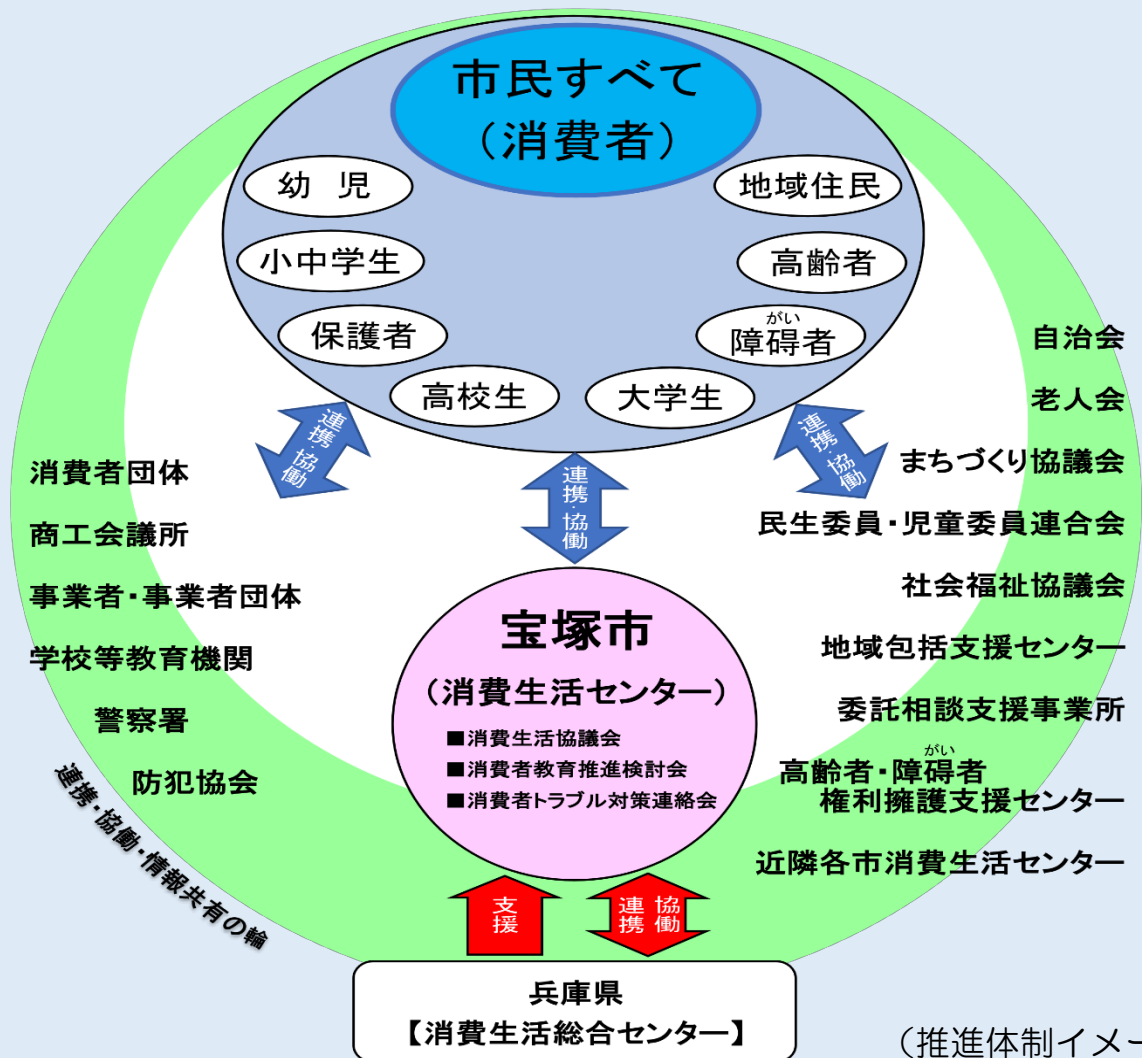 市民すべて
（消費者）
幼 児
小中学生
保護者
高校生
大学生
がい
障碍者
高齢者
地域住民
連携・協働
連携・協働
連携・協働
消費者団体
商工会議所
事業者・事業者団体
学校等教育機関
警察署
防犯協会
連携・協働・情報共有の輪
自治会
老人会
まちづくり協議会
民生委員・児童委員連合会
社会福祉協議会
地域包括支援センター
委託相談支援事業所
がい
高齢者・障碍者
権利擁護支援センター
近隣各市消費生活センター
宝塚市
（消費生活センター）
■消費生活協議会
■消費者教育推進検討会
■消費者トラブル対策連絡会
支援
協働
連携
兵庫県
【消費生活総合センター】
（推進体制イメー